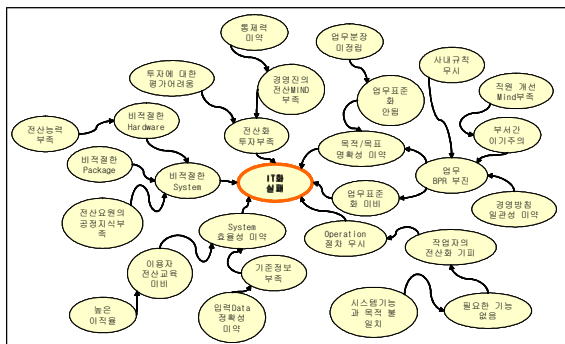 통제력
미약
업무분장
미정립
사내규칙
무시
투자에 대한
평가어려움
경영진의
전산MIND
부족
업무표준
화
안됨
직원 개선
Mind부족
전산능력
부족
비적절한
Hardware
전산화
투자부족
목적/목표
명확성 미약
부서간
이기주의
비적절한
Package
비적절한
System
IT화
실패
업무
BPR 부진
업무표준
화 미비
전산요원의
공정지식부
족
System
효율성 미약
Operation
절차 무시
경영방침
일관성 미약
이용자
전산교육
미비
기준정보
부족
작업자의
전산화 기피
높은
이직율
입력Data
정확성
미약
시스템기능
과 목적 불
일치
필요한 기능
없음